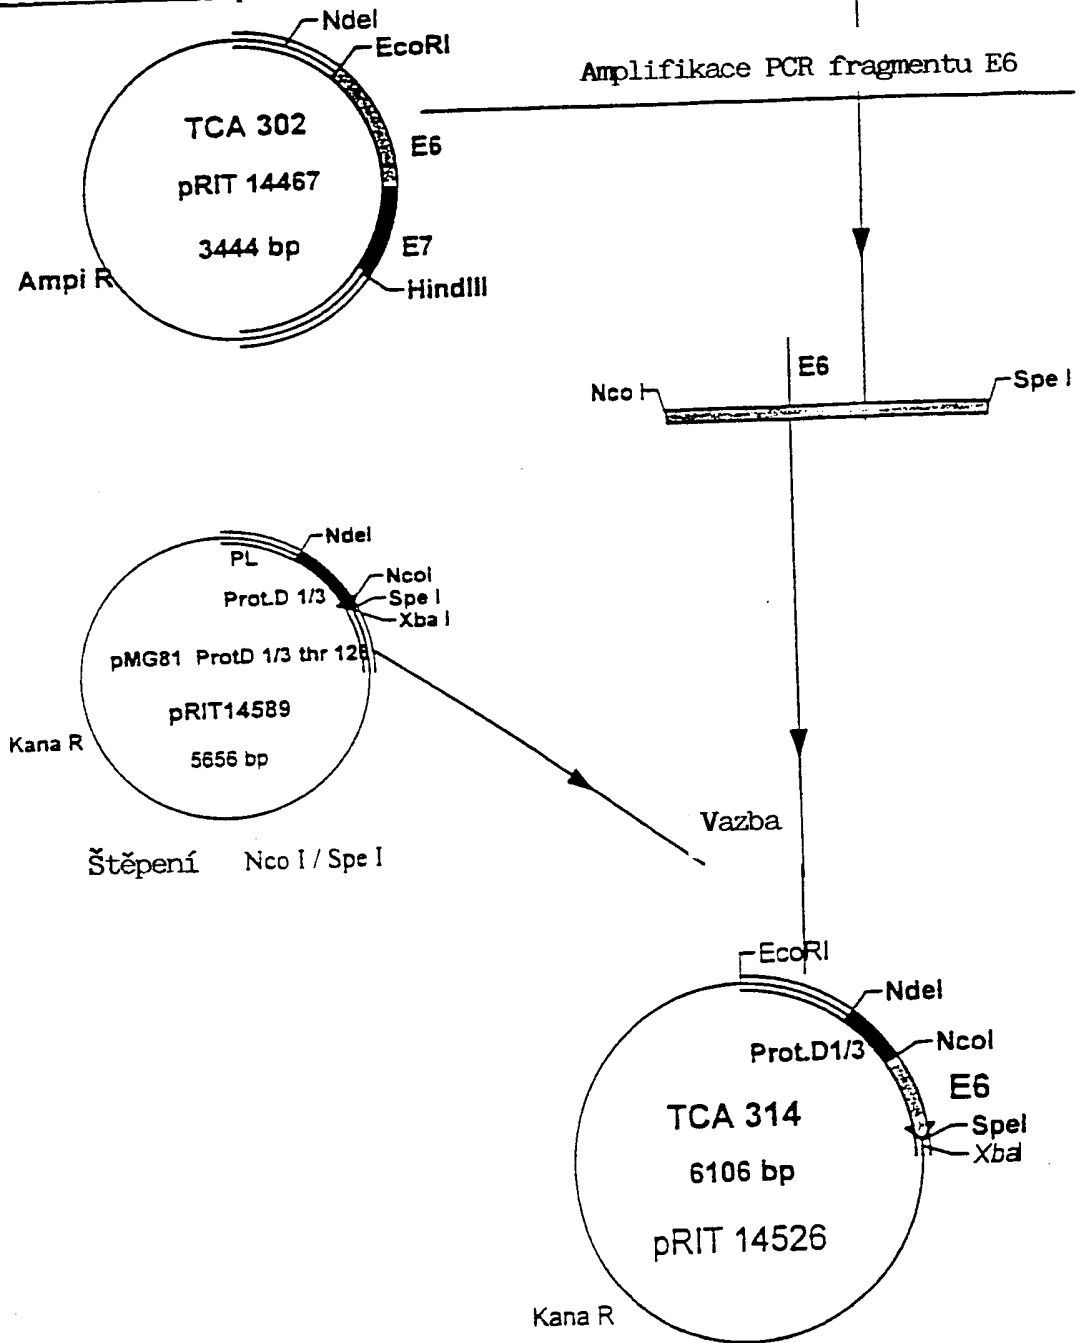 NdeI
EcoRI
Amplifikace PCR fragmentu E6
TCA 302
E6
pRIT 14467
3444 bp
E7
Ampi R
HindIII
E6
Nco I
Spe I
NdeI
PL
NcoI
Prot.D 1/3
Spe I
Xba I
pMG81 ProtD 1/3 thr 128
pRIT14589
Kana R
5656 bp
Vazba
Štěpení Nco I / Spe I
EcoRI
NdeI
Prot.D1/3
NcoI
E6
TCA 314
SpeI
XbaI
6106 bp
pRIT 14526
Kana R